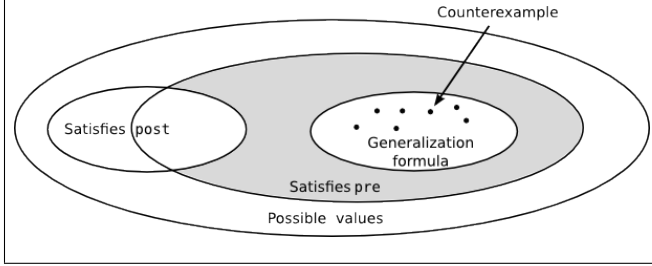 Counterexample
Satisfies post
Generalization
formula
Satisfies pre
Possible values